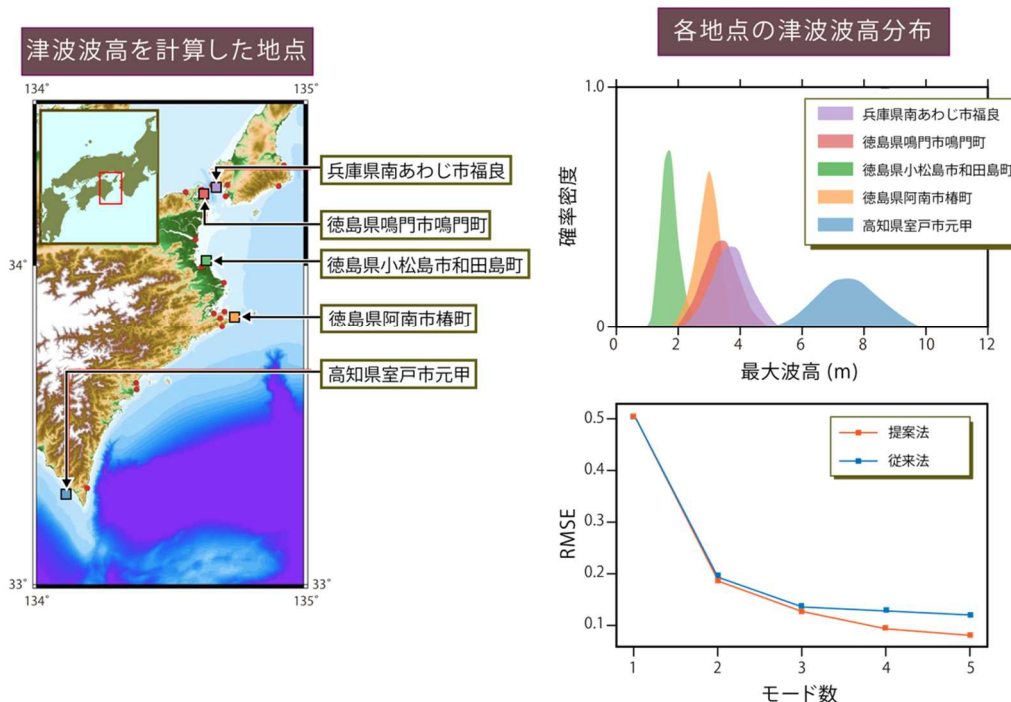 津波波高を計算した地点
134°
135°
34°
33°
33°
134°
135°
兵庫県南あわじ市福良
徳島県鳴門市鳴門町
徳島県小松島市和田島町
徳島県阿南市椿町
高知県室戸市元甲
各地点の津波波高分布
1.0
0
確率密度
兵庫県南あわじ市福良
徳島県鳴門市鳴門町
徳島県小松島市和田島町
徳島県阿南市椿町
高知県室戸市元甲
0 2 4 6 8 10 12
最大波高 (m)
0.5
0.4
0.3
0.2
0.1
RMSE
提案法
従来法
1 2 3 4 5
モード数